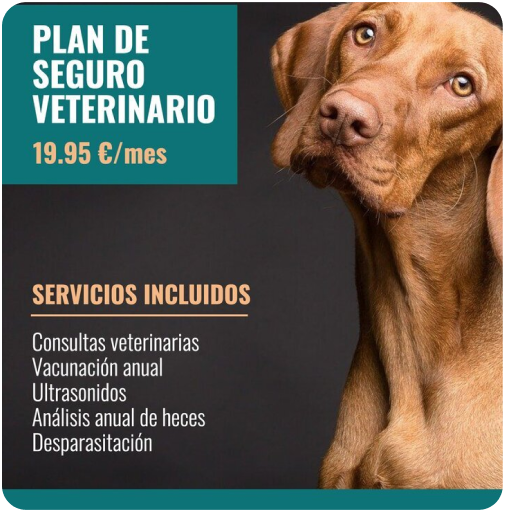 PLAN DE
SEGURO
VETERINARIO
19.95 €/mes
SERVICIOS INCLUIDOS
Consultas veterinarias
Vacunación anual
Ultrasonidos
Análisis anual de heces
Desparasitación